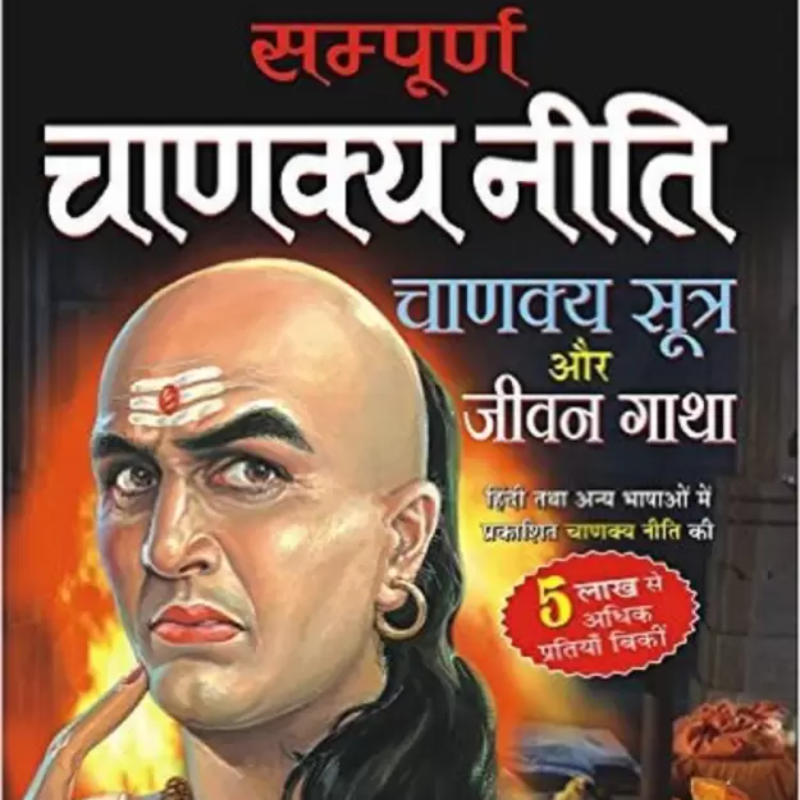 सम्पूर्ण
चाणक्य नीति
चाणक्य सूत्र
और
जीवन गाथा
हिंदी तथा अन्य भाषाओं में
प्रकाशित चाणक्य नीति की
5 लाख से
अधिक
प्रतियाँ बिकीं